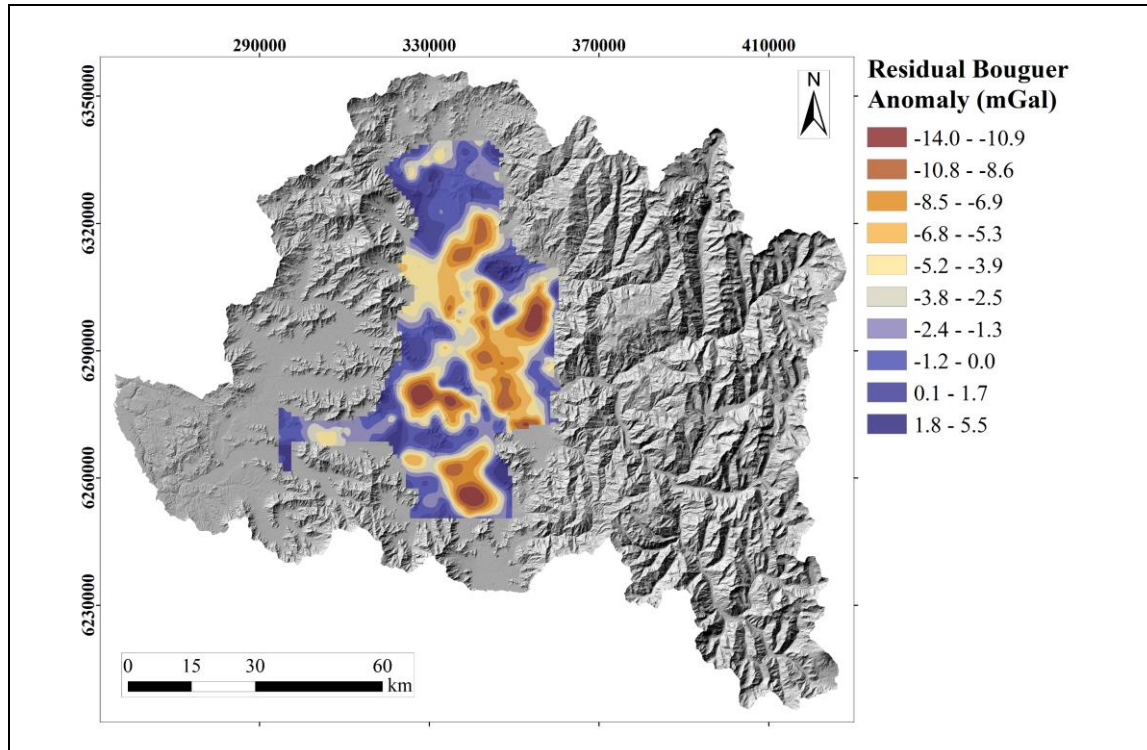 290000 330000 370000 410000
6350000
6320000
6290000
6260000
6230000
N
0 15 30 60
km
Residual Bouguer
Anomaly (mGal)
-14.0 - -10.9
-10.8 - -8.6
-8.5 - -6.9
-6.8 - -5.3
-5.2 - -3.9
-3.8 - -2.5
-2.4 - -1.3
-1.2 - 0.0
0.1 - 1.7
1.8 - 5.5